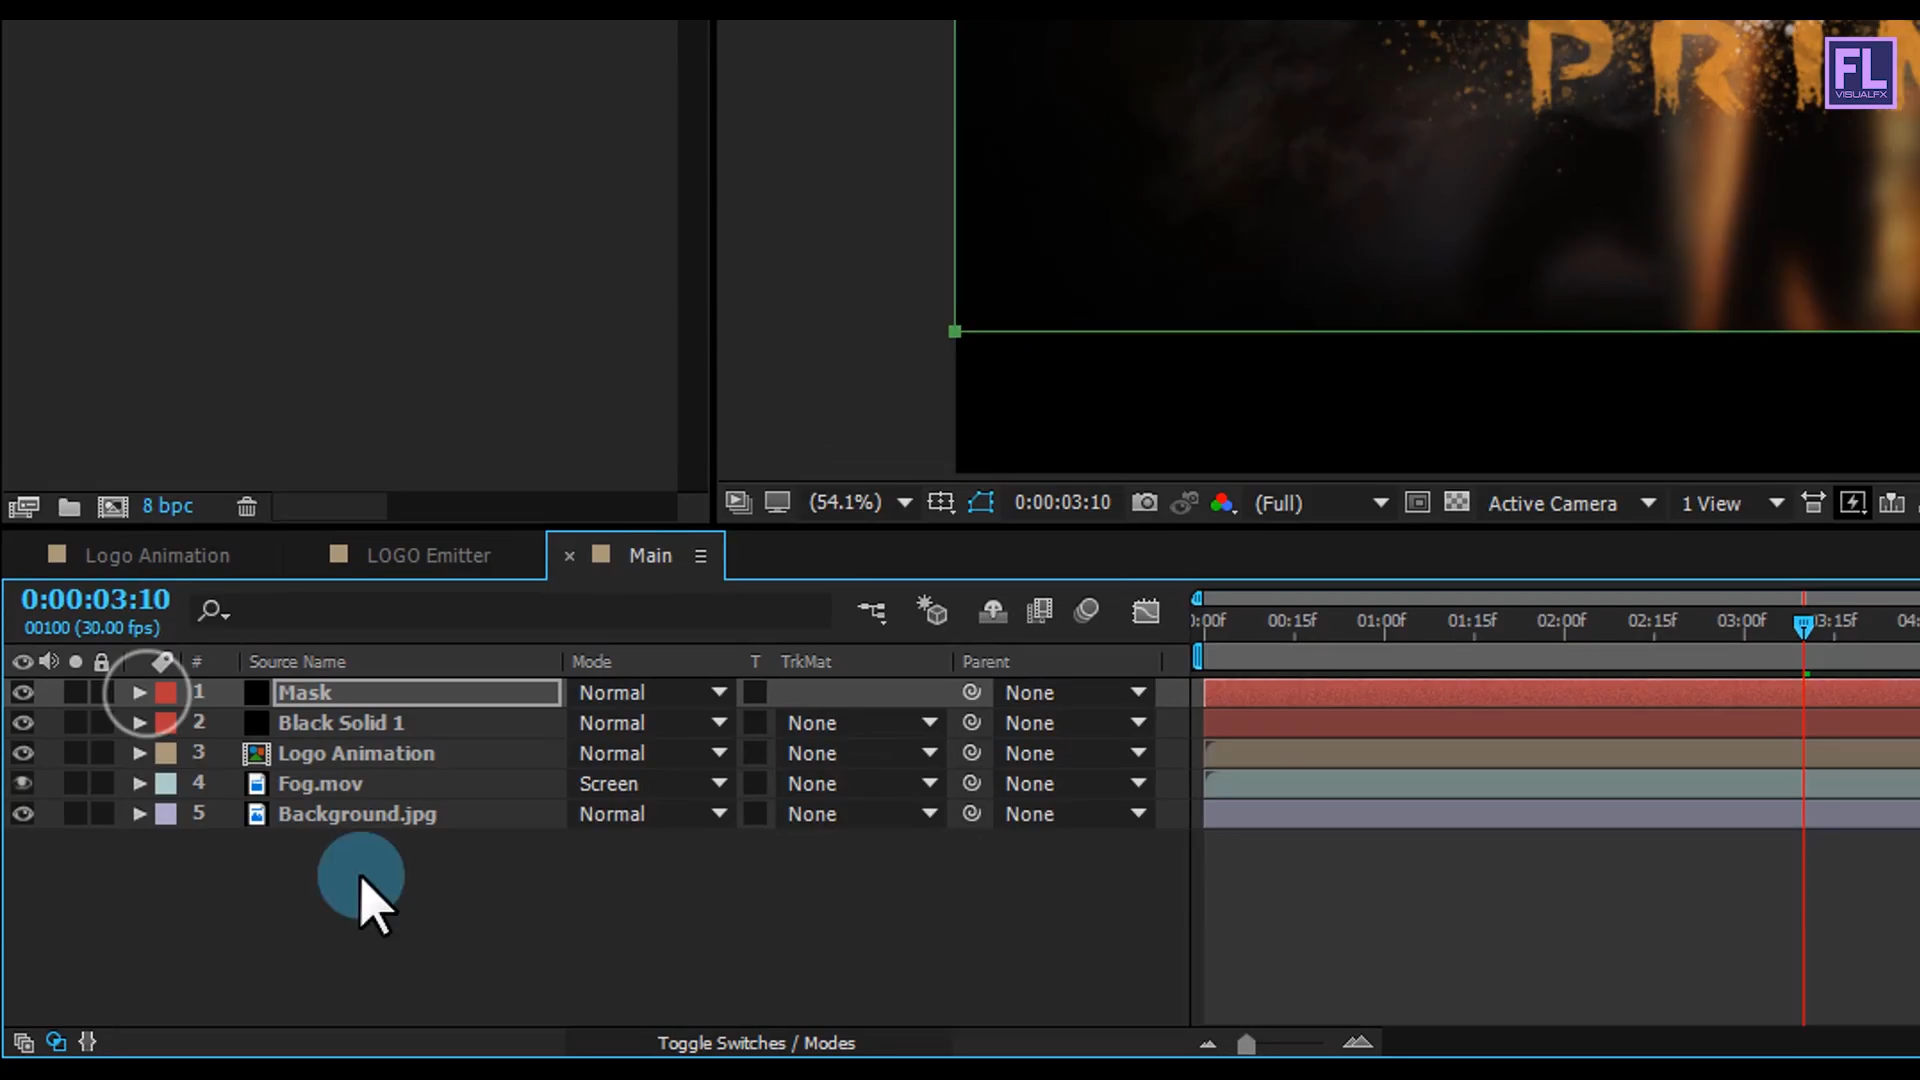 PRIM
FL
VISUALFX
8 bpc
(54.1%)
0:00:03:10
(Full)
Active Camera
1 View
Logo Animation
LOGO Emitter
× Main
0:00:03:10
00100 (30.00 fps)
):00f 00:15f 01:00f 01:15f 02:00f 02:15f 03:00f 03:15f 04:
# Source Name Mode T TrkMat Parent
1 Mask Normal None
2 Black Solid 1 Normal None None
3 Logo Animation Normal None None
4 Fog.mov Screen None None
5 Background.jpg Normal None None
Toggle Switches / Modes